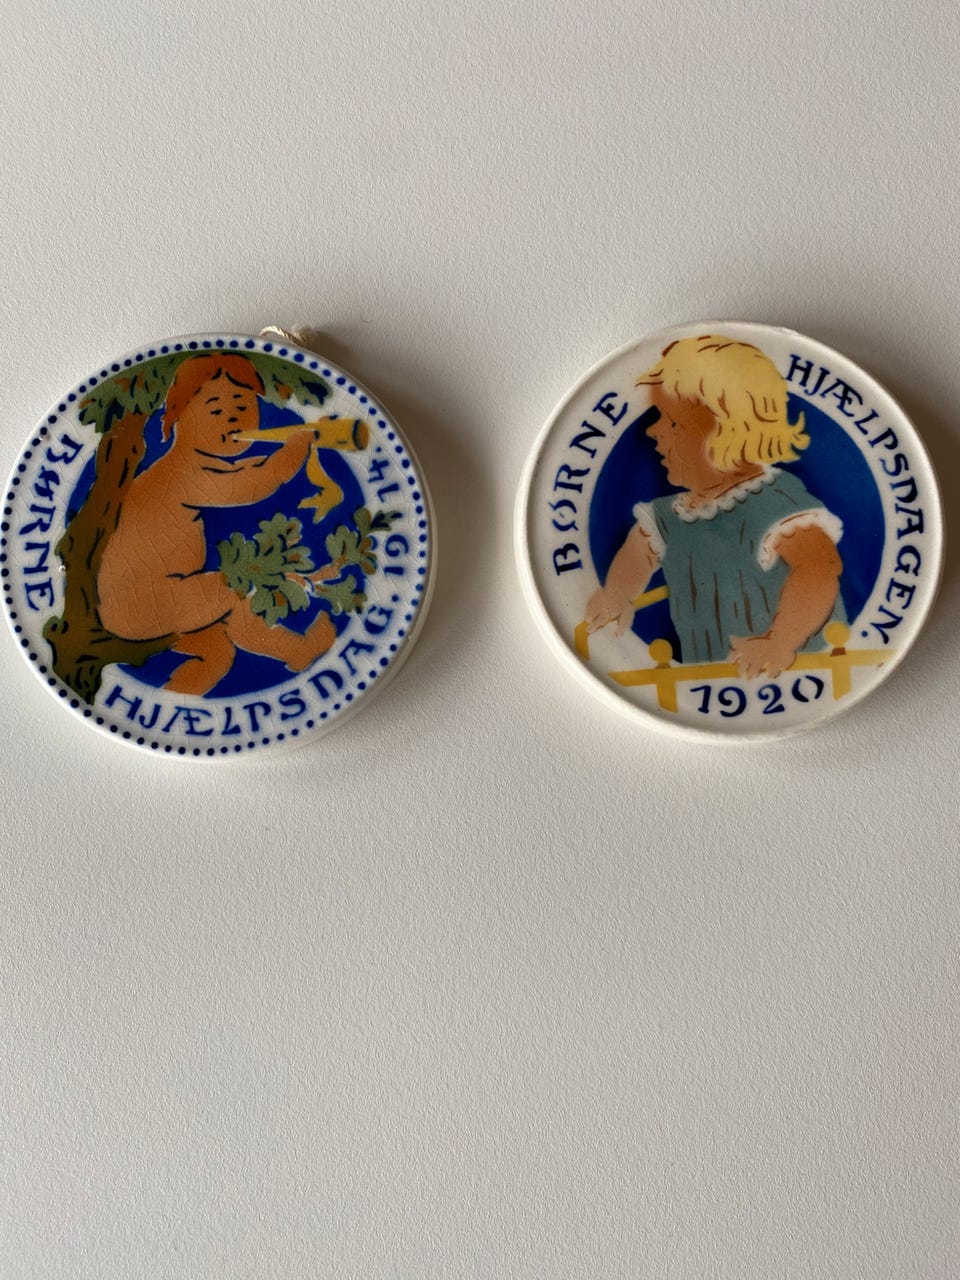 BØRNE HJÆLPSDAG. 1914.
BØRNE HJÆLPSDAGEN.
1920